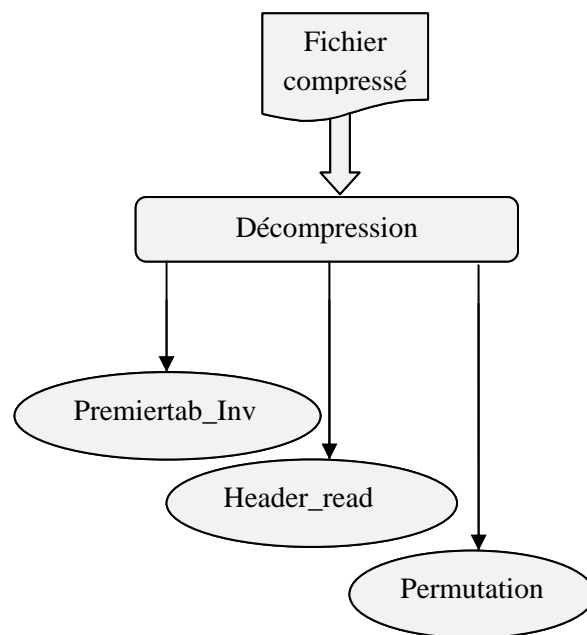 Fichier
compressé
Décompression
Premiertab_Inv
Header_read
Permutation